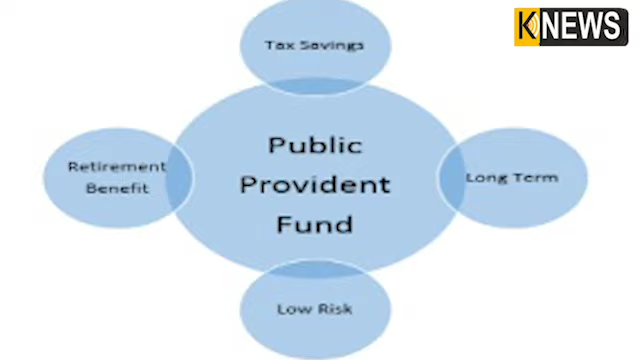 Tax Savings
KNEWS
Public
Provident
Fund
Retirement
Benefit
Long Term
Low Risk